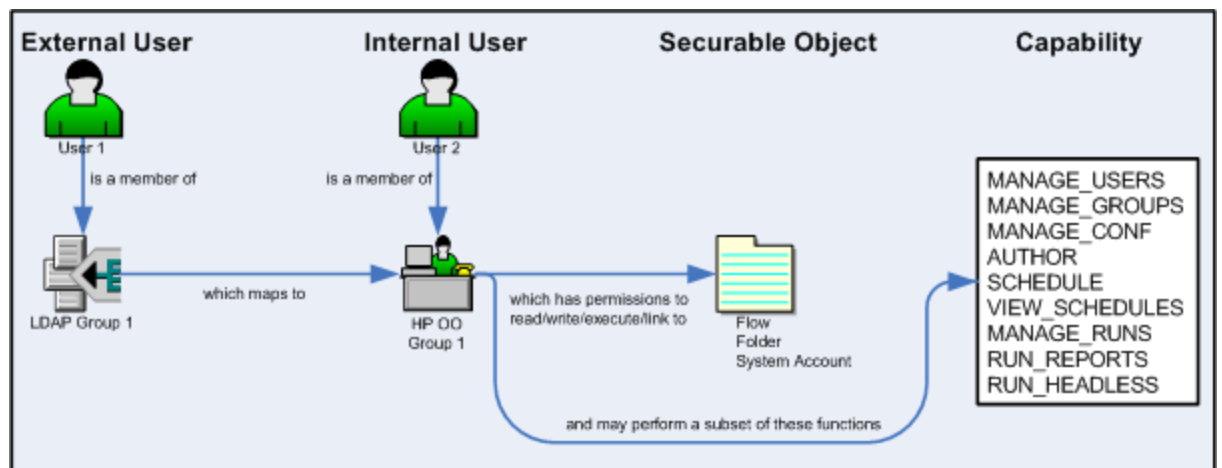 External User
Internal User
Securable Object
Capability
User 1
User 2
is a member of
is a member of
LDAP Group 1
which maps to
HP OO
Group 1
which has permissions to
read/write/execute/link to
Flow
Folder
System Account
MANAGE_USERS
MANAGE_GROUPS
MANAGE_CONF
AUTHOR
SCHEDULE
VIEW_SCHEDULES
MANAGE_RUNS
RUN_REPORTS
RUN_HEADLESS
and may perform a subset of these functions